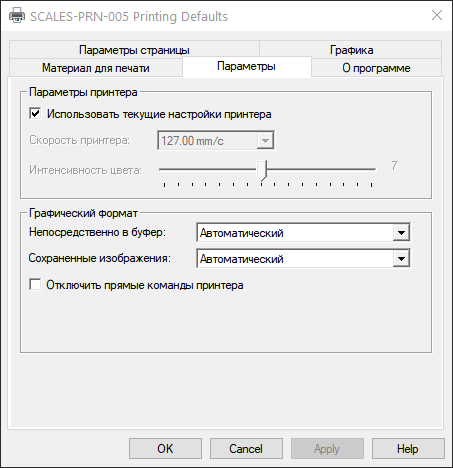 SCALES-PRN-005 Printing Defaults
Параметры страницы
Графика
Материал для печати
Параметры
О программе
Параметры принтера
Использовать текущие настройки принтера
Скорость принтера: 127.00 mm/c
Интенсивность цвета: 7
Графический формат
Непосредственно в буфер: Автоматический
Сохраненные изображения: Автоматический
Отключить прямые команды принтера
OK Cancel Apply Help